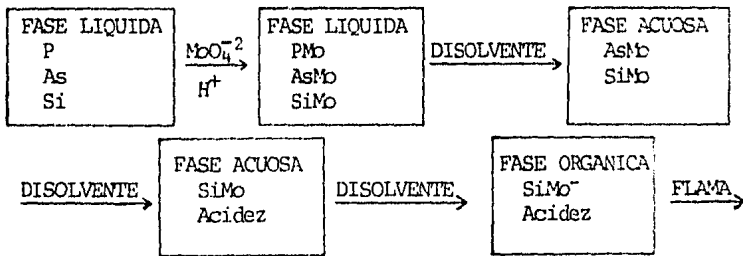 FASE LIQUIDA
P
As
Si
MoO₄⁻²
H⁺
FASE LIQUIDA
PMo
AsMo
SiMo
DISOLVENTE
FASE ACUOSA
AsMo
SiMo
DISOLVENTE
FASE ACUOSA
SiMo
Acidez
DISOLVENTE
FASE ORGANICA
SiMo⁻
Acidez
FLAMA